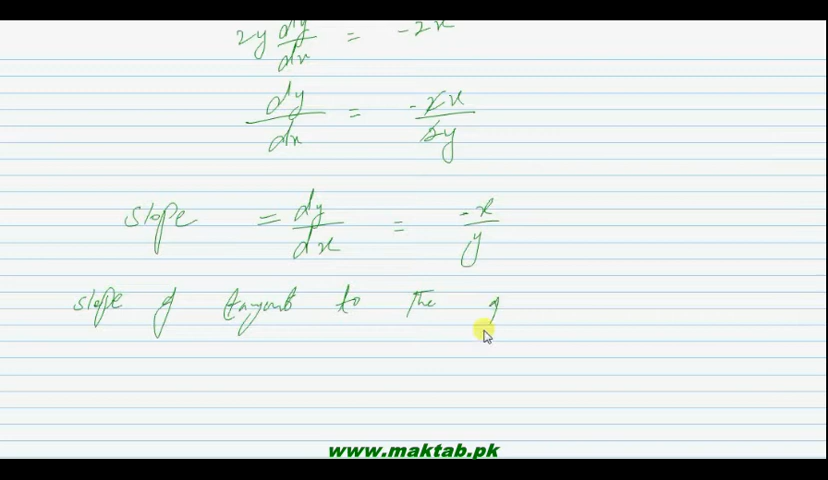 2y dy/dx = -2x
dy/dx = -2x/2y
slope = dy/dx = -x/y
slope of tangent to the g
www.maktab.pk